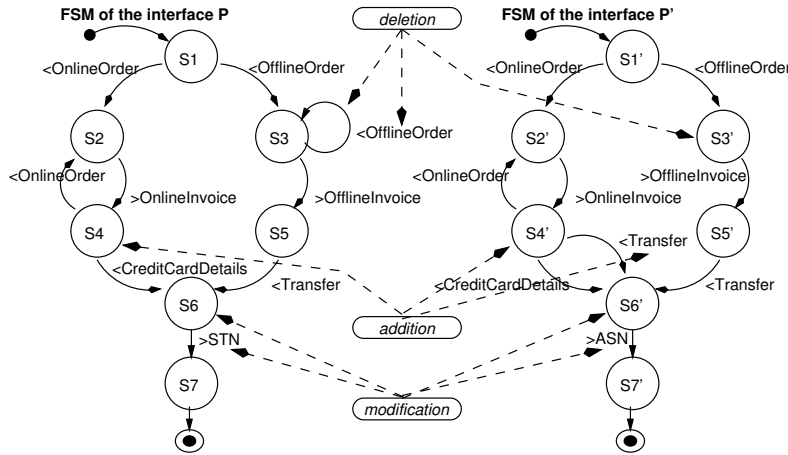 FSM of the interface P
deletion
FSM of the interface P'
S1
S1'
<OnlineOrder
<OfflineOrder
<OnlineOrder
<OfflineOrder
S2
S3
<OfflineOrder
S2'
S3'
<OnlineOrder
>OnlineInvoice
>OfflineInvoice
<OnlineOrder
>OnlineInvoice
>OfflineInvoice
S4
S5
S4'
<Transfer
S5'
<CreditCardDetails
<Transfer
<CreditCardDetails
<Transfer
S6
addition
S6'
>STN
>ASN
S7
modification
S7'